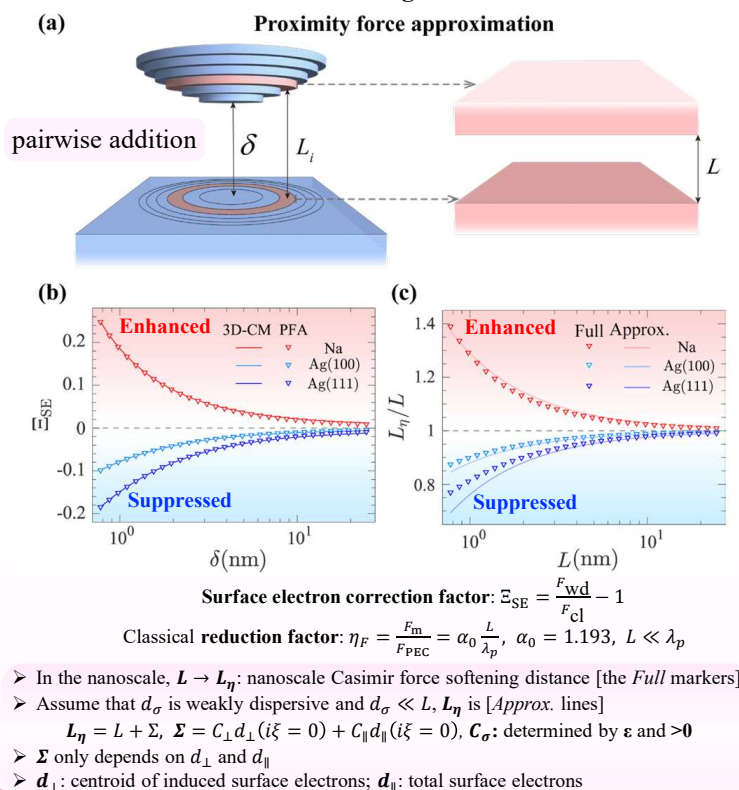 (a) Proximity force approximation
pairwise addition
δ
L_i
L
(b)
(c)
Enhanced
3D-CM PFA
Na
Ag(100)
Ag(111)
Suppressed
Ξ_SE
0.2
0.1
0
-0.1
-0.2
10^0
10^1
δ(nm)
Enhanced
Full Approx.
Na
Ag(100)
Ag(111)
Suppressed
L_η/L
1.4
1.2
1
0.8
10^0
10^1
L(nm)
Surface electron correction factor: Ξ_SE = F_wd/F_cl − 1
Classical reduction factor: η_F = F_m/F_PEC = α_0 L/λ_p, α_0 = 1.193, L ≪ λ_p
➢ In the nanoscale, L → L_η: nanoscale Casimir force softening distance [the Full markers]
➢ Assume that d_σ is weakly dispersive and d_σ ≪ L, L_η is [Approx. lines]
L_η = L + Σ, Σ = C_⊥d_⊥(iξ = 0) + C_∥d_∥(iξ = 0), C_σ: determined by ε and >0
➢ Σ only depends on d_⊥ and d_∥
➢ d_⊥: centroid of induced surface electrons; d_∥: total surface electrons